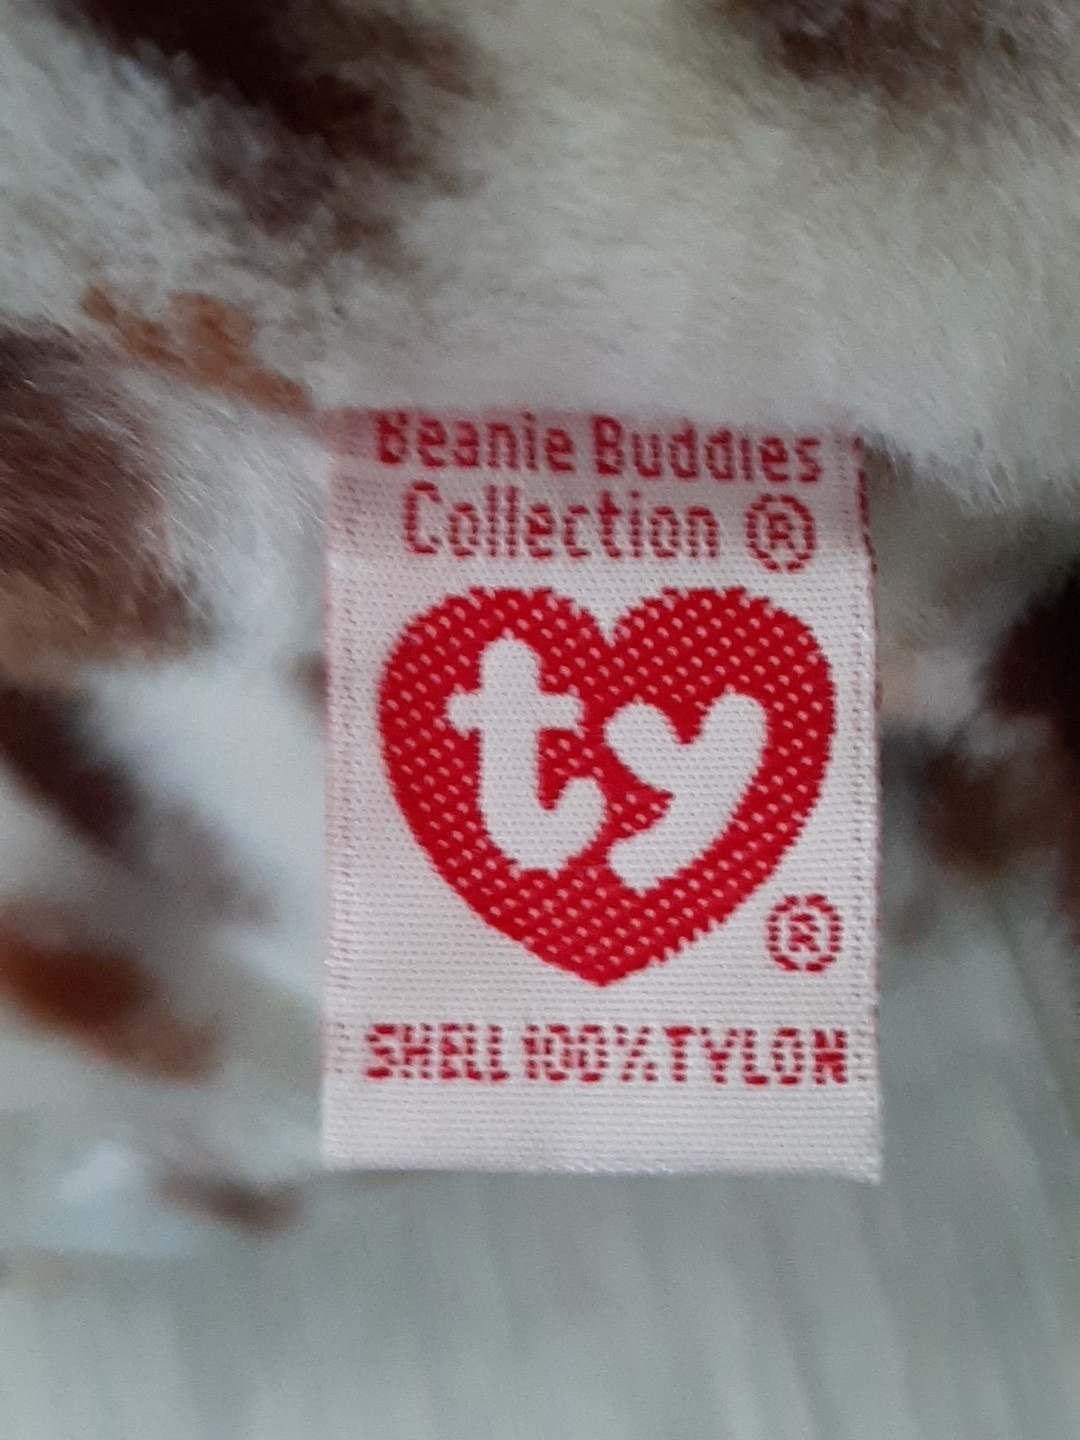 Beanie Buddies
Collection ®
ty
®
SHELL 100% TYLON